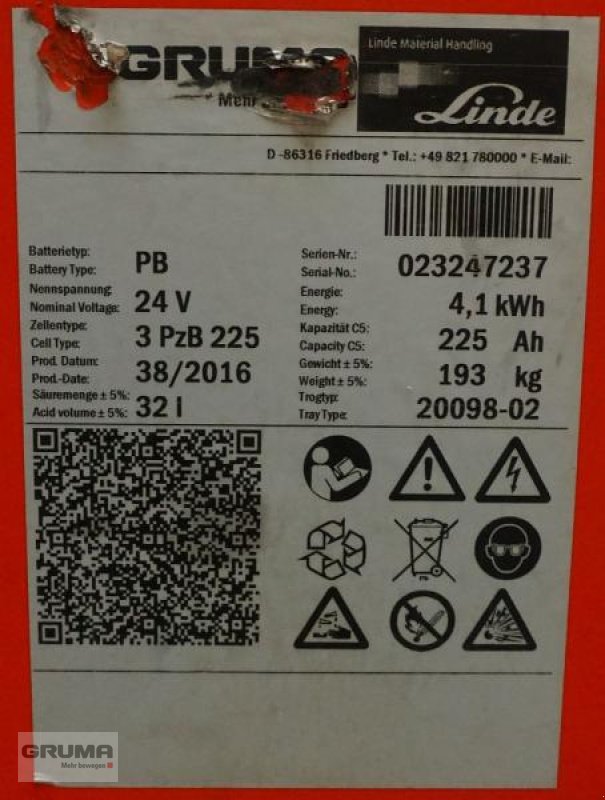 GRUMA
Mehr
Linde Material Handling
Linde
D -86316 Friedberg * Tel.: +49 821 780000 * E-Mail:
Batterietyp:
Battery Type: PB
Nennspannung:
Nominal Voltage: 24 V
Zellentype:
Cell Type: 3 PzB 225
Prod. Datum:
Prod.-Date: 38/2016
Säuremenge ± 5%:
Acid volume ± 5%: 32 l
Serien-Nr.:
Serial-No.: 023247237
Energie:
Energy: 4,1 kWh
Kapazität C5:
Capacity C5: 225 Ah
Gewicht ± 5%:
Weight ± 5%: 193 kg
Trogtyp:
Tray Type: 20098-02
Pb
GRUMA
Mehr bewegen